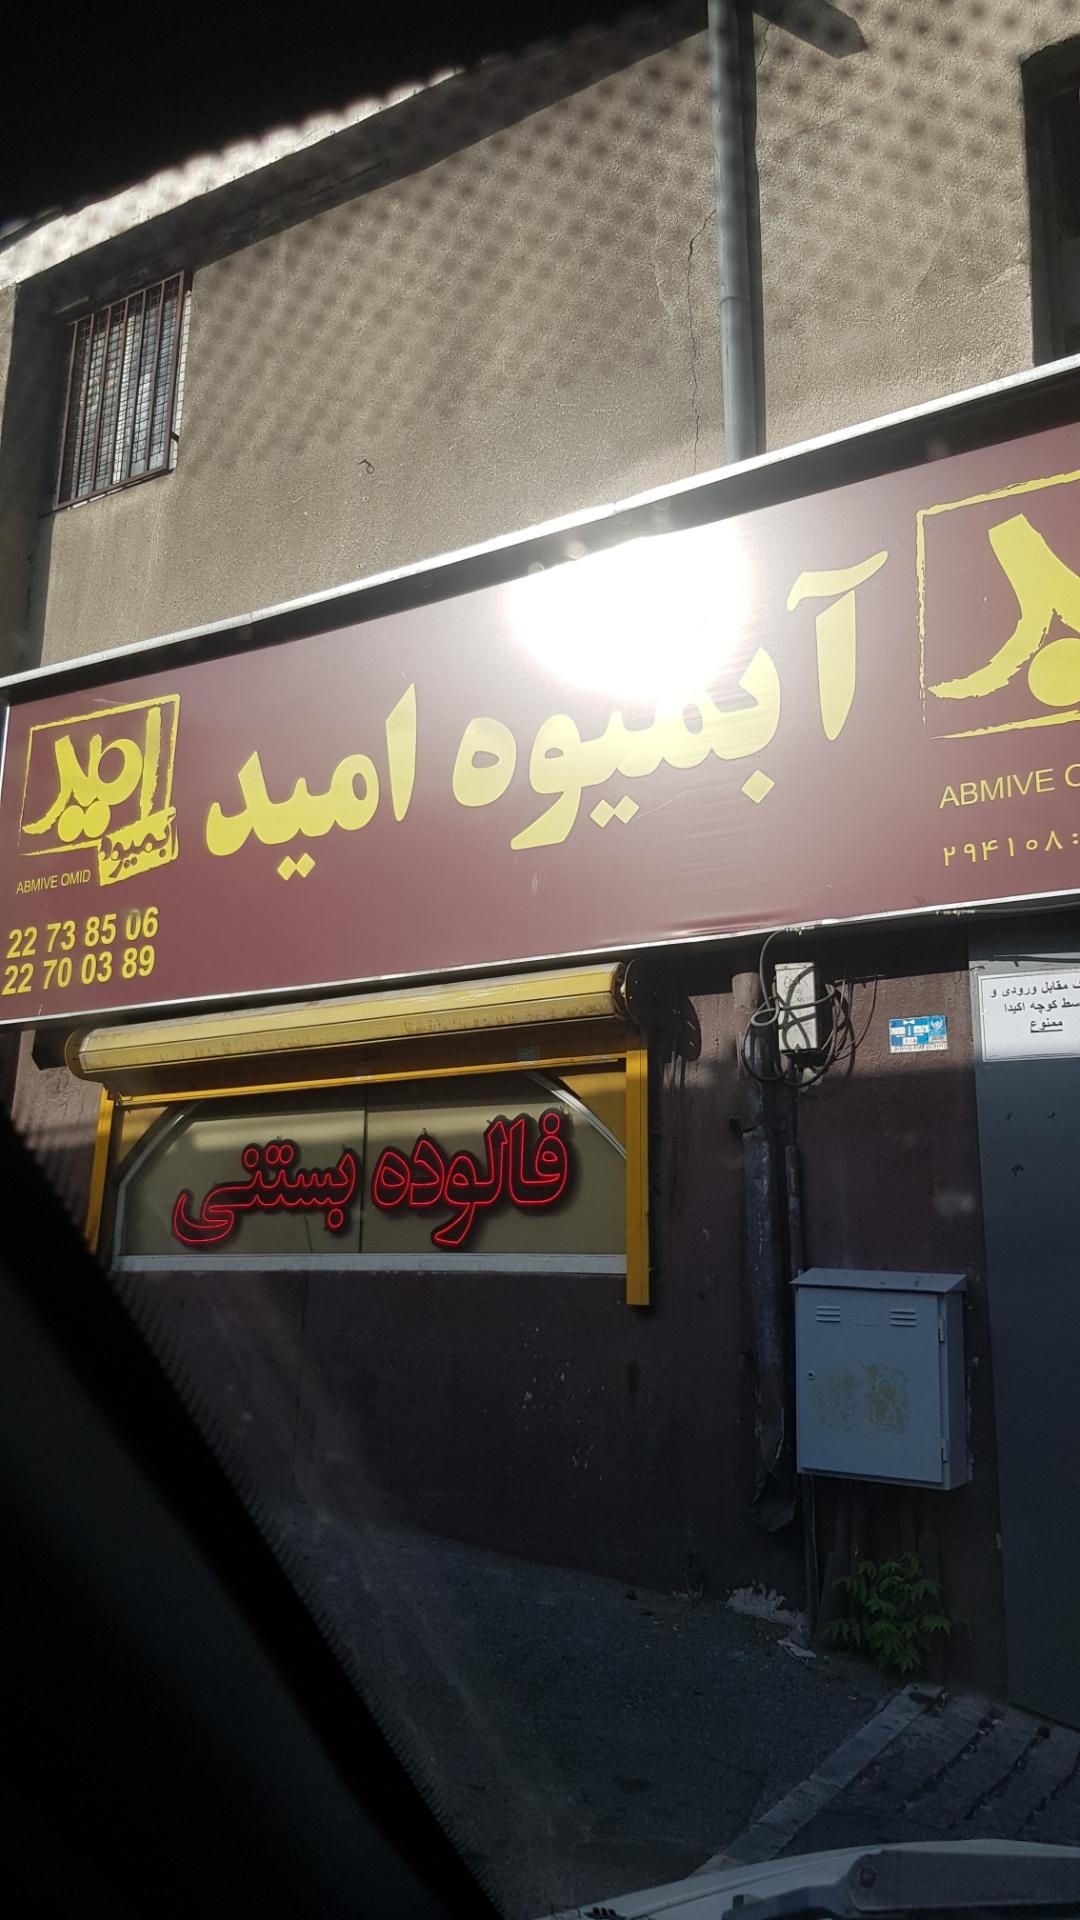 آبمیوه امید
امید
آبمیوه
ABMIVE OMID
22 73 85 06
22 70 03 89
ABMIVE O
۲۹۴۱۰۸:
فالوده بستنی
مقابل ورودی و
کوچه اکیدا
ممنوع